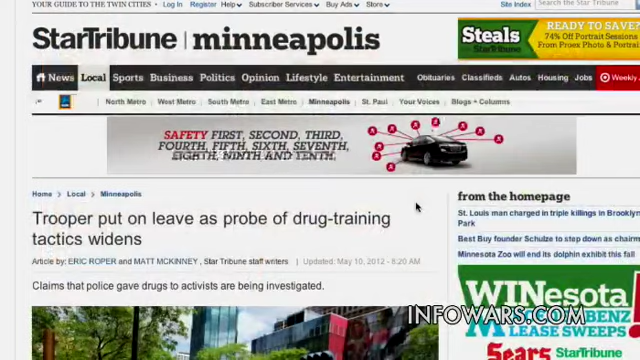 YOUR GUIDE TO THE TWIN CITIES
Log In Register Help Subscriber Services Buy Ads Store
Site Index
Search the Star Tribune
StarTribune | minneapolis
Steals
StarTribune
READY TO SAVE?
74% Off Portrait Sessions
From Proex Photo & Portrait
News Local Sports Business Politics Opinion Lifestyle Entertainment Obituaries Classifieds Autos Housing Jobs Weekly
North Metro West Metro South Metro East Metro Minneapolis St. Paul Your Voices Blogs + Columns
SAFETY FIRST, SECOND, THIRD,
FOURTH, FIFTH, SIXTH, SEVENTH,
EIGHTH, NINTH AND TENTH.
Home > Local > Minneapolis
Trooper put on leave as probe of drug-training
tactics widens
Article by: ERIC ROPER and MATT MCKINNEY , Star Tribune staff writers | Updated: May 10, 2012 - 8:20 AM
Claims that police gave drugs to activists are being investigated.
from the homepage
St. Louis man charged in triple killings in Brooklyn
Park
Best Buy founder Schulze to step down as chairm
Minnesota Zoo will end its dolphin exhibit this fall
WINesota
LEASE SWEEPS
StarTribune
INFOWARS.COM